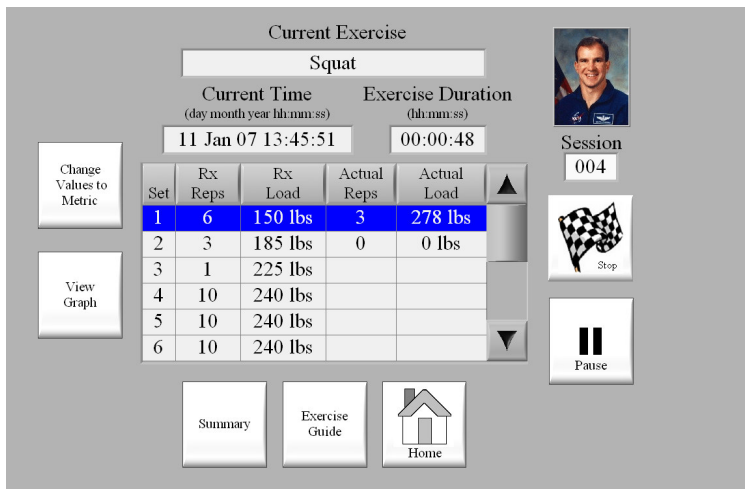 Current Exercise
Squat
Current Time
(day month year hh:mm:ss)
11 Jan 07 13:45:51
Exercise Duration
(hh:mm:ss)
00:00:48
Session
004
Change
Values to
Metric
View
Graph
Set Rx Reps Rx Load Actual Reps Actual Load
1 6 150 lbs 3 278 lbs
2 3 185 lbs 0 0 lbs
3 1 225 lbs
4 10 240 lbs
5 10 240 lbs
6 10 240 lbs
Stop
Pause
Summary
Exercise
Guide
Home